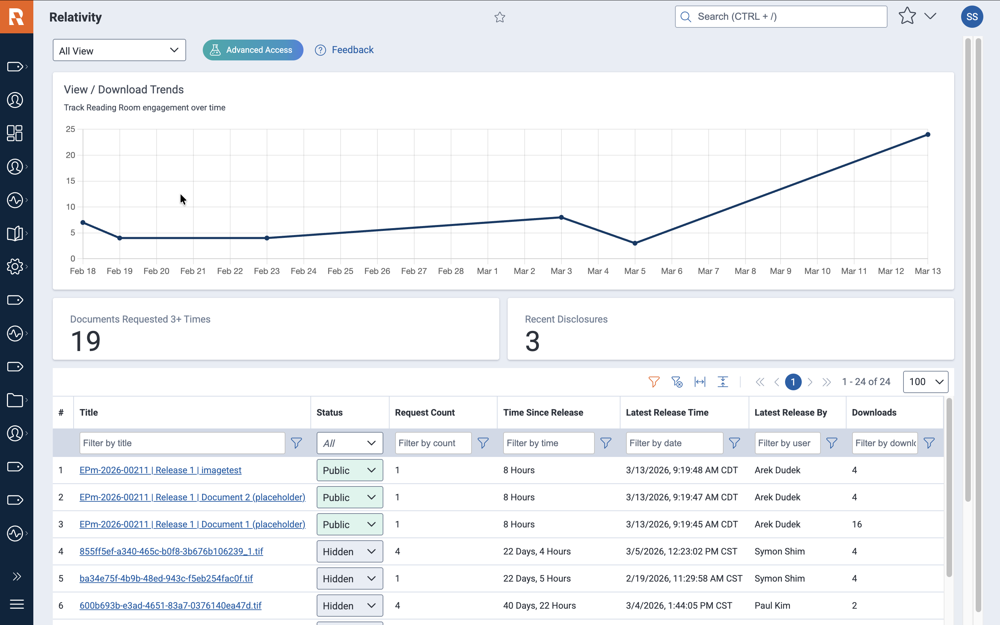 Relativity
Search (CTRL + /)
SS
All View
Advanced Access
Feedback
View / Download Trends
Track Reading Room engagement over time
25
20
15
10
5
0
Feb 18 Feb 19 Feb 20 Feb 21 Feb 22 Feb 23 Feb 24 Feb 25 Feb 26 Feb 27 Feb 28 Mar 1 Mar 2 Mar 3 Mar 4 Mar 5 Mar 6 Mar 7 Mar 8 Mar 9 Mar 10 Mar 11 Mar 12 Mar 13
Documents Requested 3+ Times
19
Recent Disclosures
3
1 1 - 24 of 24 100
# Title Status Request Count Time Since Release Latest Release Time Latest Release By Downloads
Filter by title All Filter by count Filter by time Filter by date Filter by user Filter by downlo
1 EPm-2026-00211 | Release 1 | imagetest Public 1 8 Hours 3/13/2026, 9:19:48 AM CDT Arek Dudek 4
2 EPm-2026-00211 | Release 1 | Document 2 (placeholder) Public 1 8 Hours 3/13/2026, 9:19:47 AM CDT Arek Dudek 4
3 EPm-2026-00211 | Release 1 | Document 1 (placeholder) Public 1 8 Hours 3/13/2026, 9:19:45 AM CDT Arek Dudek 16
4 855ff5ef-a340-465c-b0f8-3b676b106239_1.tif Hidden 4 22 Days, 4 Hours 3/5/2026, 12:23:02 PM CST Symon Shim 4
5 ba34e75f-4b9b-48ed-943c-f5eb254fac0f.tif Hidden 1 22 Days, 5 Hours 2/19/2026, 11:29:58 AM CST Symon Shim 4
6 600b693b-e3ad-4651-83a7-0376140ea47d.tif Hidden 4 40 Days, 22 Hours 3/4/2026, 1:44:05 PM CST Paul Kim 2